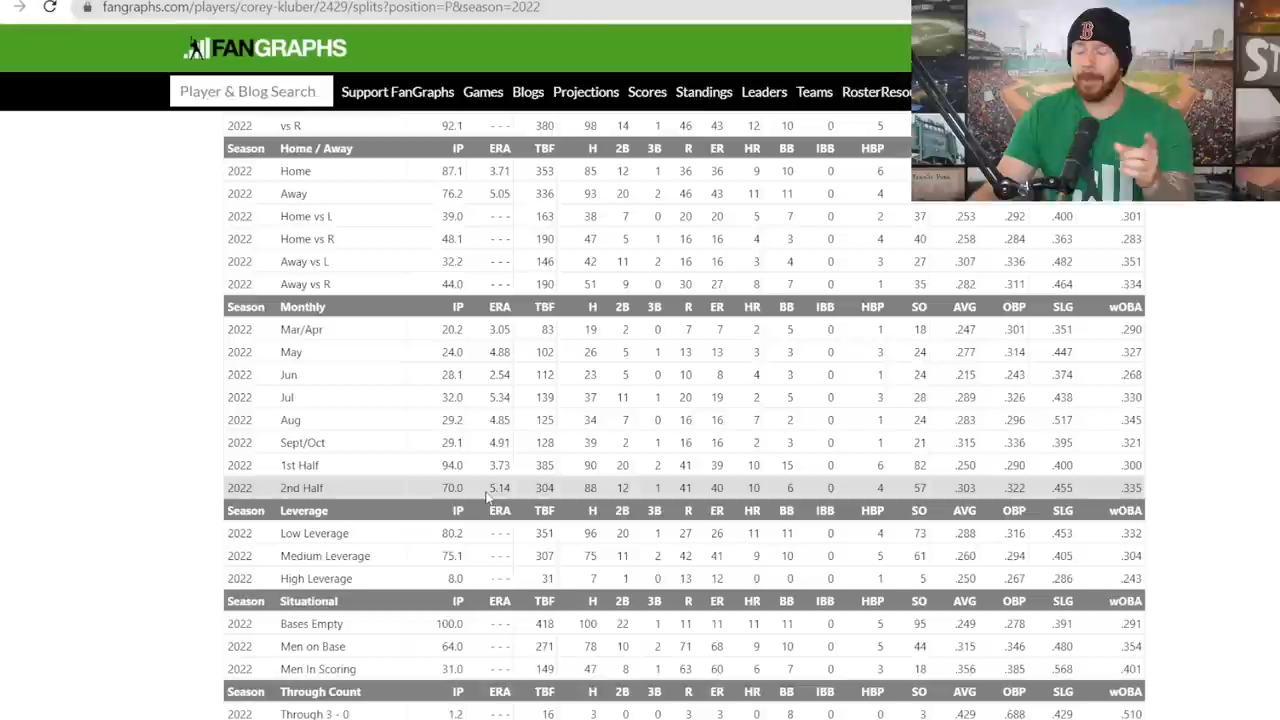 fangraphs.com/players/corey-kluber/2429/splits?position=P&season=2022
FANGRAPHS
Player & Blog Search
Support FanGraphs Games Blogs Projections Scores Standings Leaders Teams RosterResou
2022 vs R 92.1 - - - 380 98 14 1 46 43 12 10 0 5
Season Home / Away IP ERA TBF H 2B 3B R ER HR BB IBB HBP
2022 Home 87.1 3.71 353 85 12 1 36 36 9 10 0 6
2022 Away 76.2 5.05 336 93 20 2 46 43 11 11 0 4
2022 Home vs L 39.0 - - - 163 38 7 0 20 20 5 7 0 2 37 .253 .292 .400 .301
2022 Home vs R 48.1 - - - 190 47 5 1 16 16 4 3 0 4 40 .258 .284 .363 .283
2022 Away vs L 32.2 - - - 146 42 11 2 16 16 3 4 0 3 27 .307 .336 .482 .351
2022 Away vs R 44.0 - - - 190 51 9 0 30 27 8 7 0 1 35 .282 .311 .464 .334
Season Monthly IP ERA TBF H 2B 3B R ER HR BB IBB HBP SO AVG OBP SLG wOBA
2022 Mar/Apr 20.2 3.05 83 19 2 0 7 7 2 5 0 1 18 .247 .301 .351 .290
2022 May 24.0 4.88 102 26 5 1 13 13 3 3 0 3 24 .277 .314 .447 .327
2022 Jun 28.1 2.54 112 23 5 0 10 8 4 3 0 1 24 .215 .243 .374 .268
2022 Jul 32.0 5.34 139 37 11 1 20 19 2 5 0 3 28 .289 .326 .438 .330
2022 Aug 29.2 4.85 125 34 7 0 16 16 7 2 0 1 24 .283 .296 .517 .345
2022 Sept/Oct 29.1 4.91 128 39 2 1 16 16 2 3 0 1 21 .315 .336 .395 .321
2022 1st Half 94.0 3.73 385 90 20 2 41 39 10 15 0 6 82 .250 .290 .400 .300
2022 2nd Half 70.0 5.14 304 88 12 1 41 40 10 6 0 4 57 .303 .322 .455 .335
Season Leverage IP ERA TBF H 2B 3B R ER HR BB IBB HBP SO AVG OBP SLG wOBA
2022 Low Leverage 80.2 - - - 351 96 20 1 27 26 11 11 0 4 73 .288 .316 .453 .332
2022 Medium Leverage 75.1 - - - 307 75 11 2 42 41 9 10 0 5 61 .260 .294 .405 .304
2022 High Leverage 8.0 - - - 31 7 1 0 13 12 0 0 0 1 5 .250 .267 .286 .243
Season Situational IP ERA TBF H 2B 3B R ER HR BB IBB HBP SO AVG OBP SLG wOBA
2022 Bases Empty 100.0 - - - 418 100 22 1 11 11 11 11 0 5 95 .249 .278 .391 .291
2022 Men on Base 64.0 - - - 271 78 10 2 71 68 9 10 0 5 44 .315 .346 .480 .354
2022 Men In Scoring 31.0 - - - 149 47 8 1 63 60 6 7 0 3 18 .356 .385 .568 .401
Season Through Count IP ERA TBF H 2B 3B R ER HR BB IBB HBP SO AVG OBP SLG wOBA
2022 Through 3 - 0 1.2 - - - 16 3 0 0 3 3 0 8 0 0 3 .429 .688 .429 .510
B